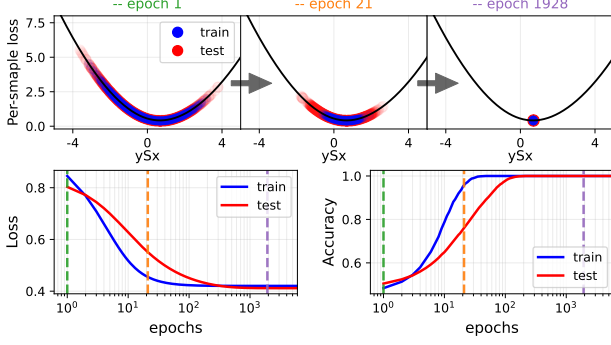 -- epoch 1
-- epoch 21
-- epoch 1928
Per-smaple loss
7.5
5.0
2.5
0.0
train
test
-4
0
4
-4
0
4
-4
0
4
ySx
ySx
ySx
Loss
0.8
0.6
0.4
train
test
10⁰
10¹
10²
10³
epochs
Accuracy
1.0
0.8
0.6
train
test
10⁰
10¹
10²
10³
epochs